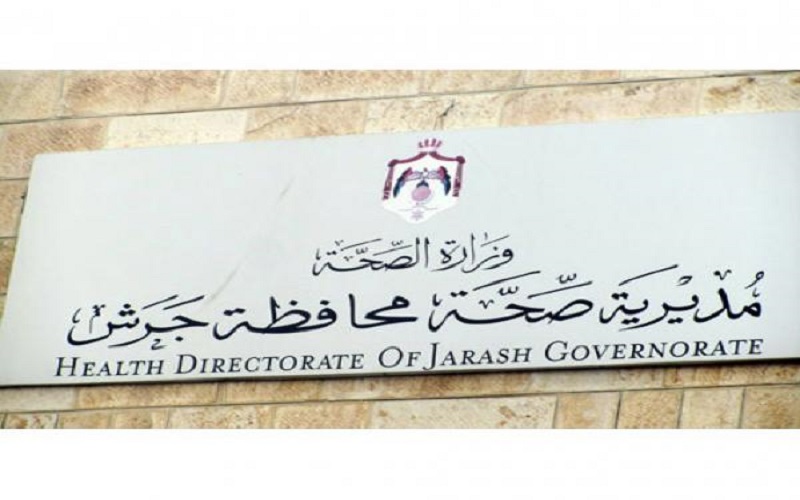 وزارة الصحة
مديرية صحة محافظة جرش
HEALTH DIRECTORATE OF JARASH GOVERNORATE